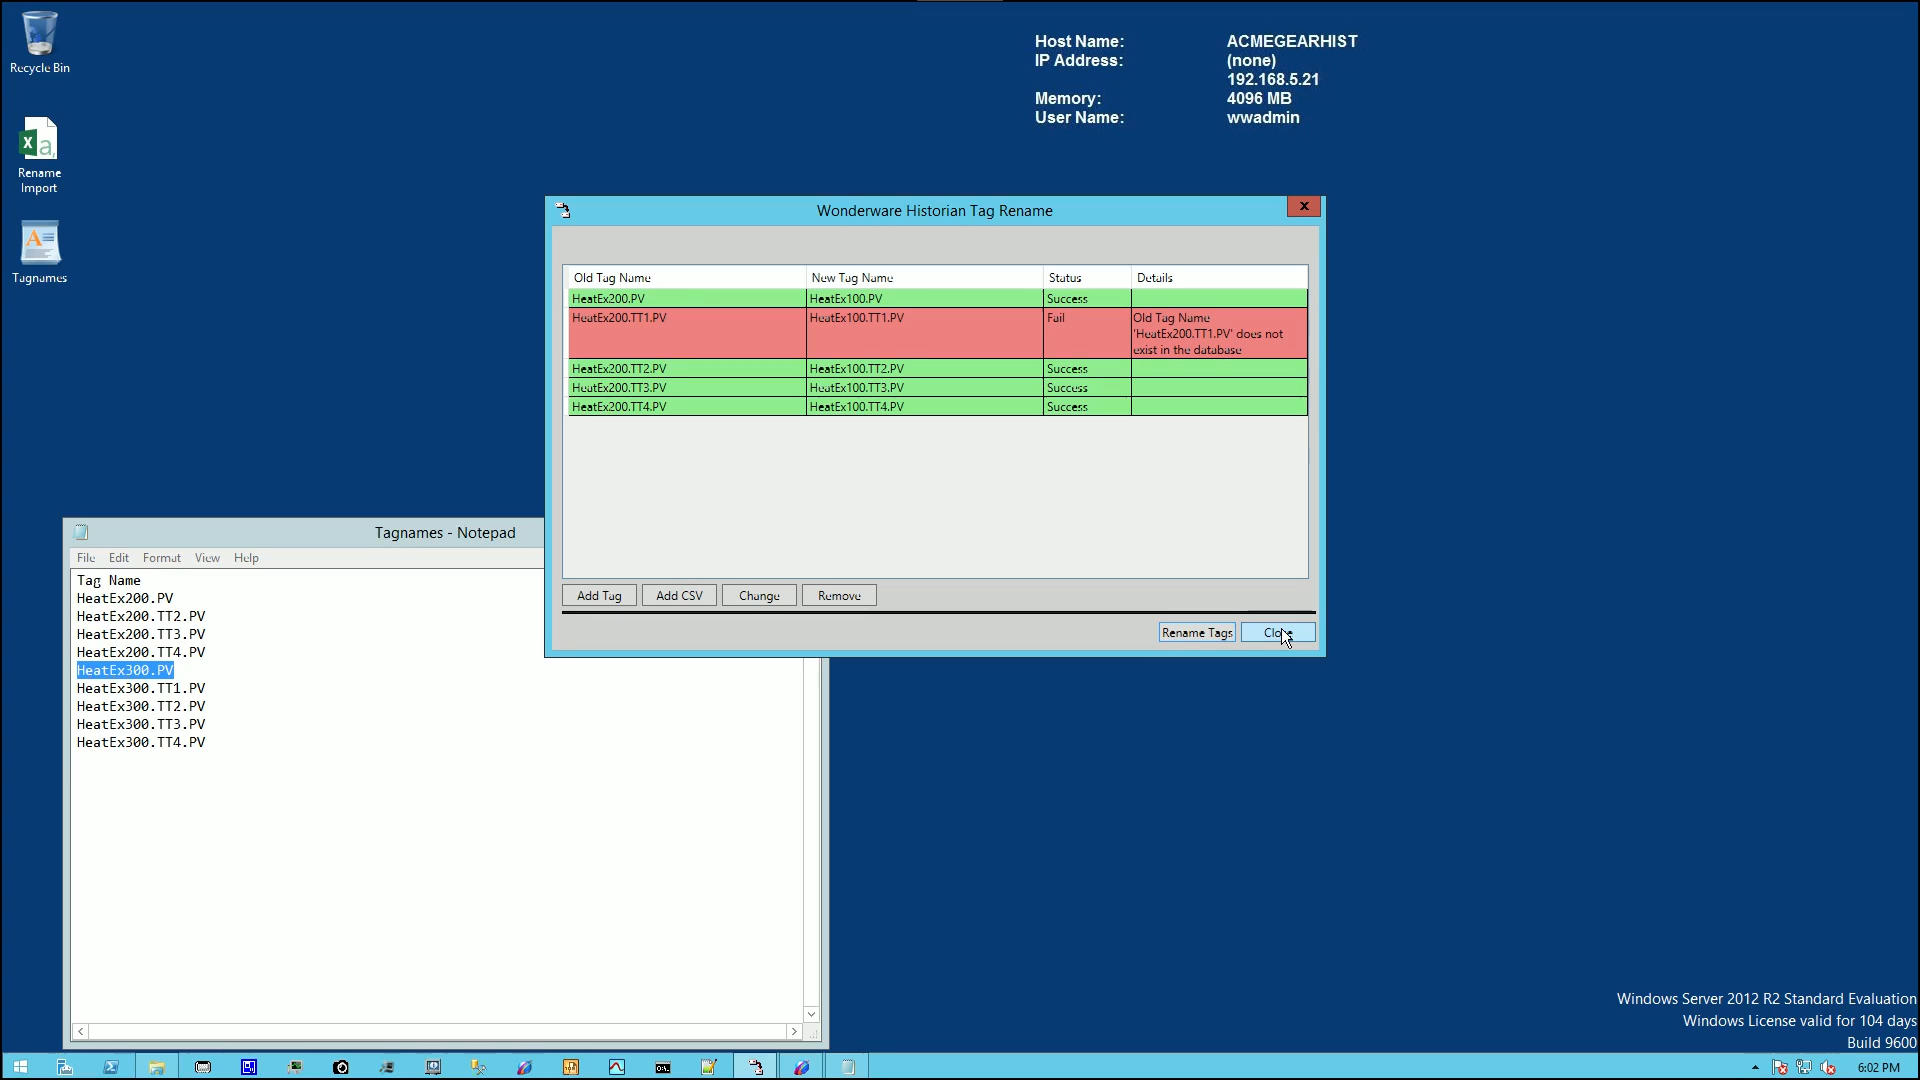 Recycle Bin
Rename
Import
Tagnames
Host Name: ACMEGEARHIST
IP Address: (none)
192.168.5.21
Memory: 4096 MB
User Name: wwadmin
Wonderware Historian Tag Rename
Old Tag Name New Tag Name Status Details
HeatEx200.PV HeatEx100.PV Success
HeatEx200.TT1.PV HeatEx100.TT1.PV Fail Old Tag Name
'HeatEx200.TT1.PV' does not
exist in the database
HeatEx200.TT2.PV HeatEx100.TT2.PV Success
HeatEx200.TT3.PV HeatEx100.TT3.PV Success
HeatEx200.TT4.PV HeatEx100.TT4.PV Success
Add Tag Add CSV Change Remove
Rename Tags Close
Tagnames - Notepad
File Edit Format View Help
Tag Name
HeatEx200.PV
HeatEx200.TT2.PV
HeatEx200.TT3.PV
HeatEx200.TT4.PV
HeatEx300.PV
HeatEx300.TT1.PV
HeatEx300.TT2.PV
HeatEx300.TT3.PV
HeatEx300.TT4.PV
Windows Server 2012 R2 Standard Evaluation
Windows License valid for 104 days
Build 9600
6:02 PM